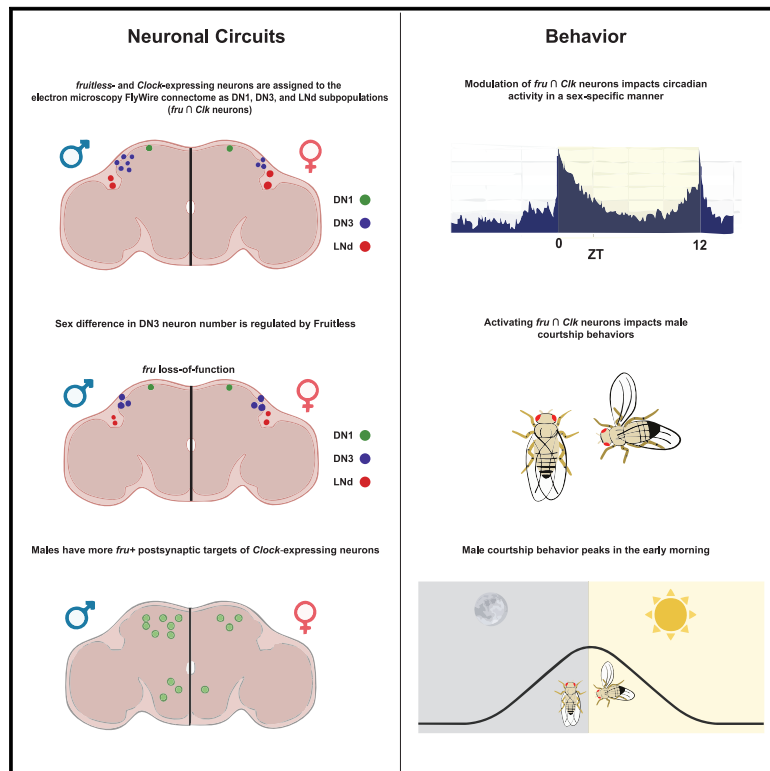 Neuronal Circuits
fruitless- and Clock-expressing neurons are assigned to the
electron microscopy FlyWire connectome as DN1, DN3, and LNd subpopulations
(fru ∩ Clk neurons)
♂
♀
DN1
DN3
LNd
Sex difference in DN3 neuron number is regulated by Fruitless
fru loss-of-function
♂
♀
DN1
DN3
LNd
Males have more fru+ postsynaptic targets of Clock-expressing neurons
♂
♀
Behavior
Modulation of fru ∩ Clk neurons impacts circadian
activity in a sex-specific manner
0
12
ZT
Activating fru ∩ Clk neurons impacts male
courtship behaviors
Male courtship behavior peaks in the early morning